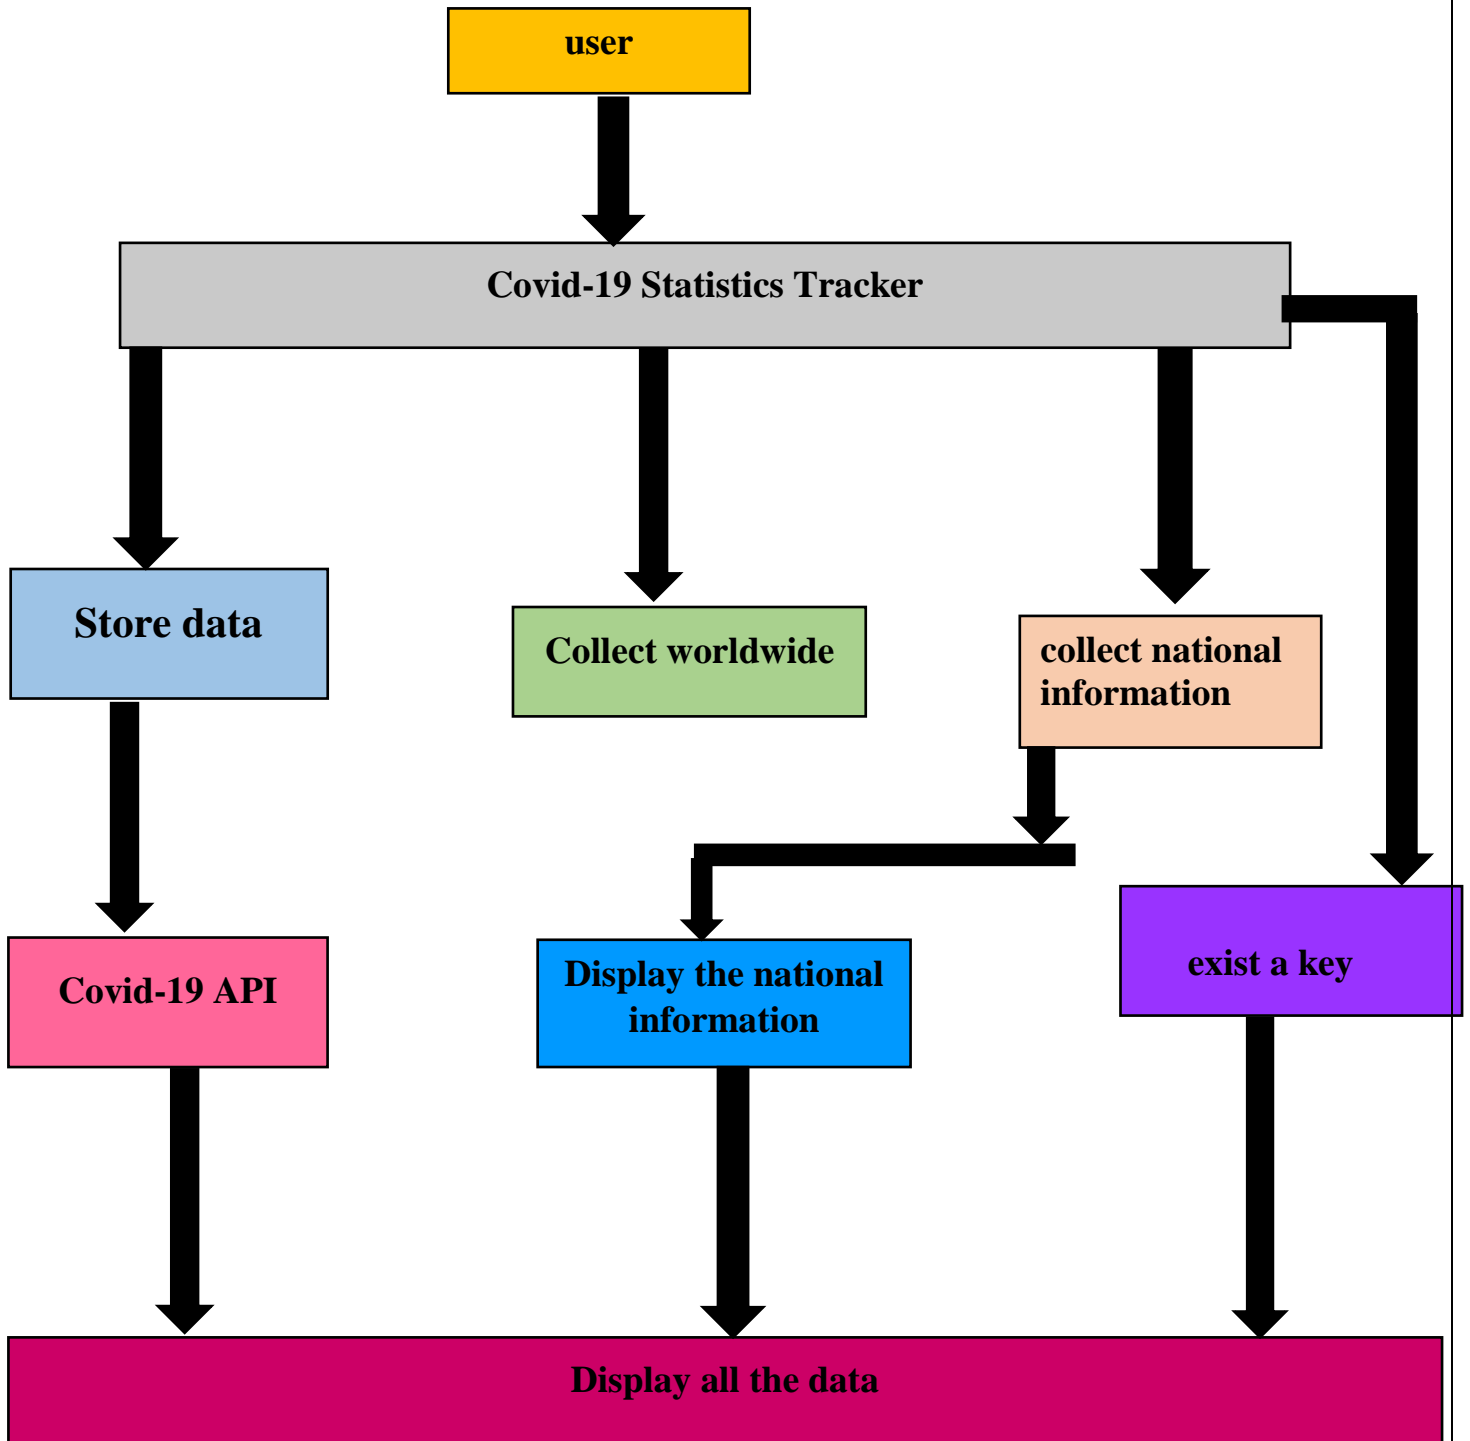 user
Covid-19 Statistics Tracker
Store data
Collect worldwide
collect national
information
Covid-19 API
Display the national
information
exist a key
Display all the data